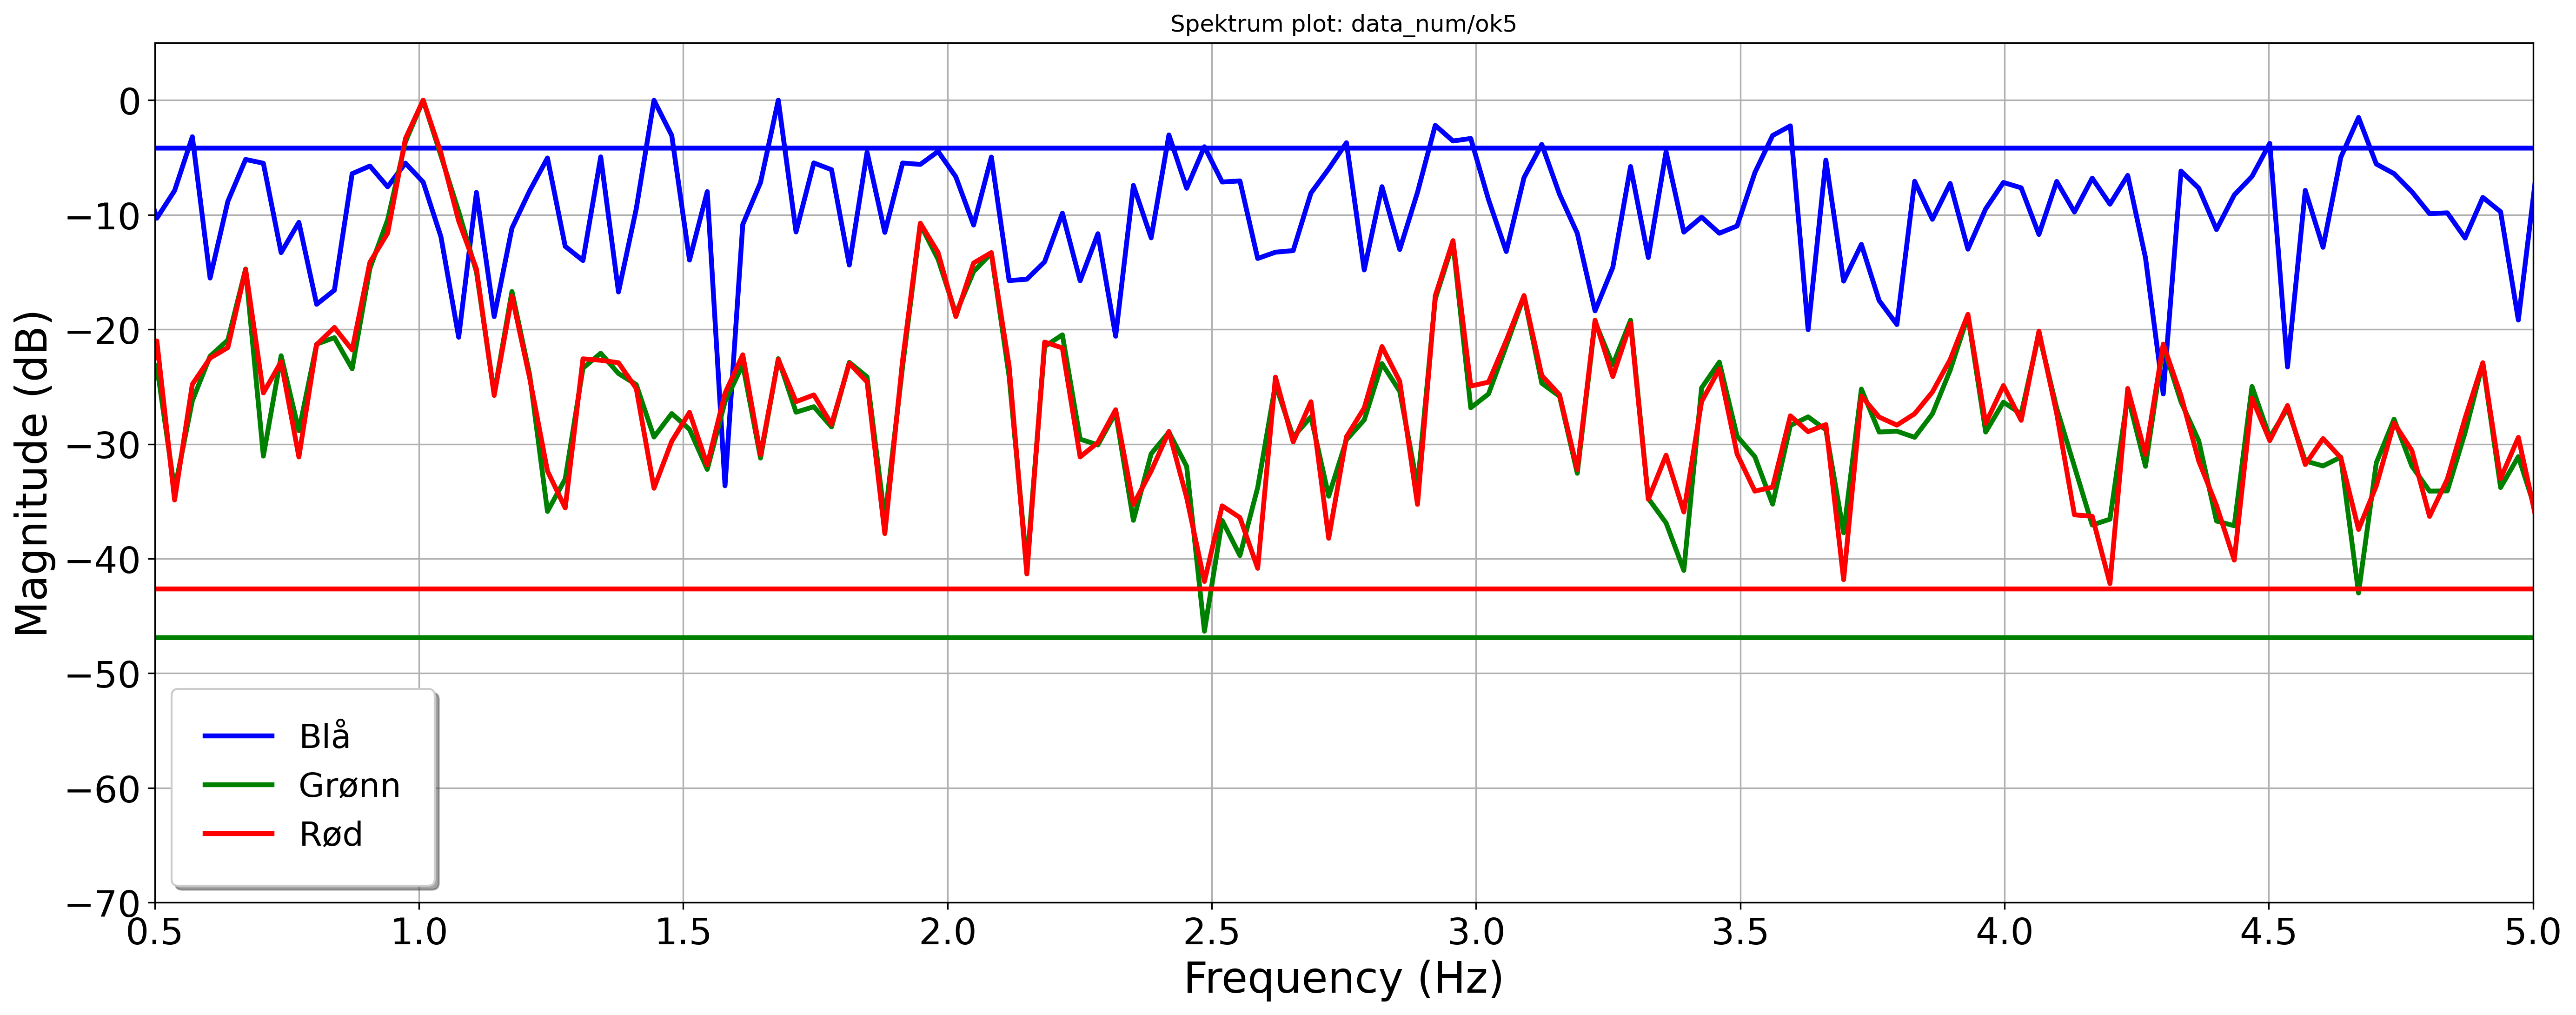 Spektrum plot: data_num/ok5
Magnitude (dB)
0
−10
−20
−30
−40
−50
−60
−70
Blå
Grønn
Rød
0.5 1.0 1.5 2.0 2.5 3.0 3.5 4.0 4.5 5.0
Frequency (Hz)